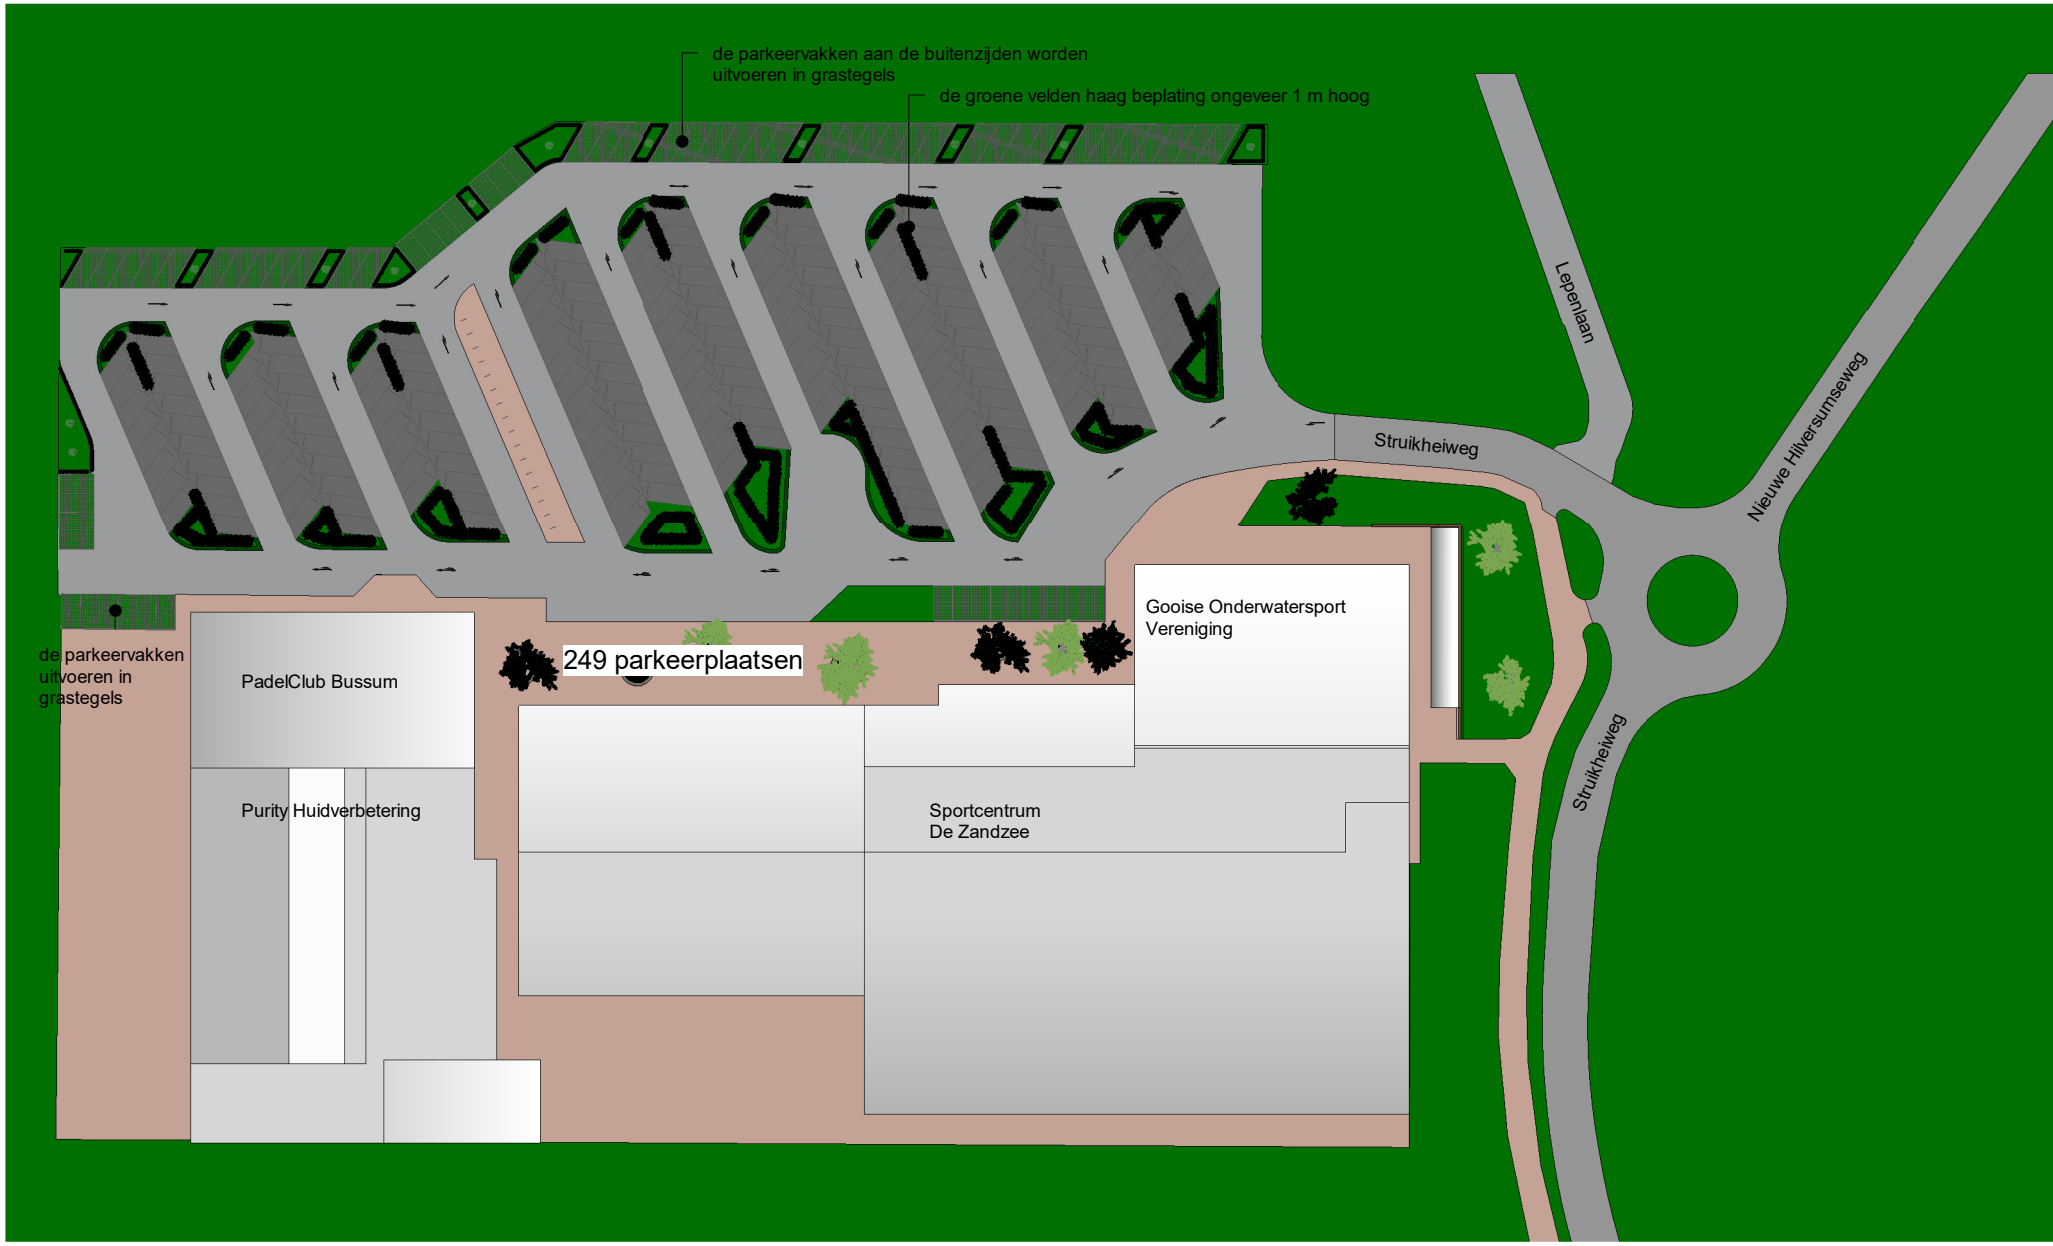 de parkeervakken aan de buitenzijden worden
uitvoeren in grastegels
de groene velden haag beplating ongeveer 1 m hoog
Lepenlaan
Nieuwe Hilversumseweg
Struikheiweg
Gooise Onderwatersport
Vereniging
249 parkeerplaatsen
de parkeervakken
uitvoeren in
grastegels
PadelClub Bussum
Struikheiweg
Purity Huidverbetering
Sportcentrum
De Zandzee